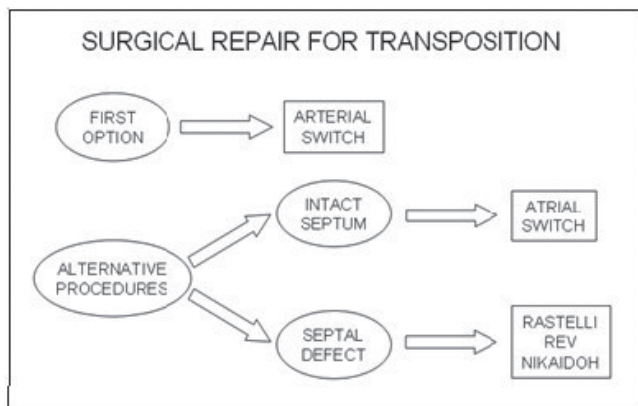 SURGICAL REPAIR FOR TRANSPOSITION
FIRST
OPTION
ARTERIAL
SWITCH
INTACT
SEPTUM
ATRIAL
SWITCH
ALTERNATIVE
PROCEDURES
SEPTAL
DEFECT
RASTELLI
REV
NIKAIDOH